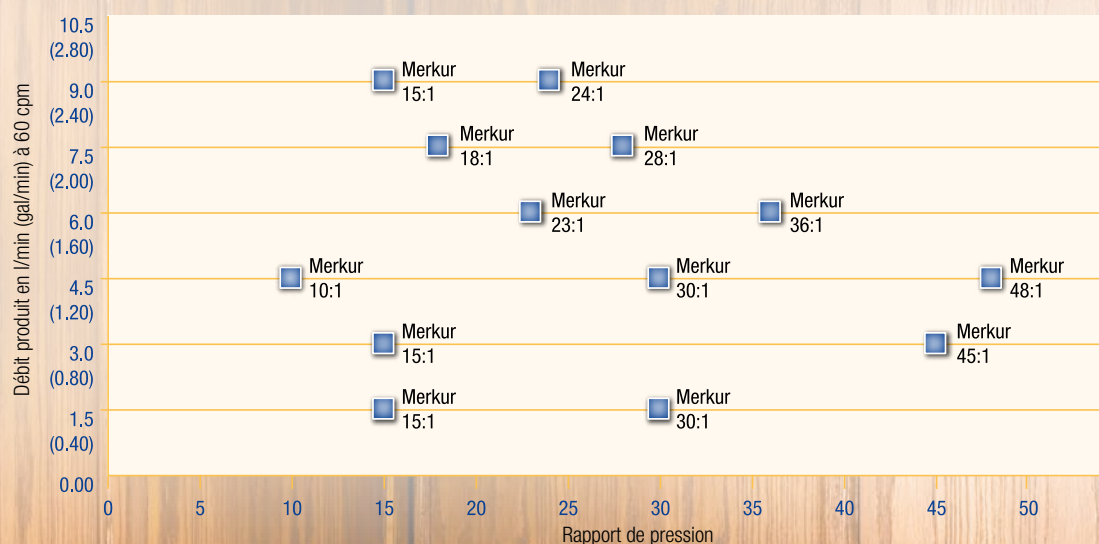 Débit produit en l/min (gal/min) à 60 cpm
10.5
(2.80)
9.0
(2.40)
7.5
(2.00)
6.0
(1.60)
4.5
(1.20)
3.0
(0.80)
1.5
(0.40)
0.00
Merkur
15:1
Merkur
24:1
Merkur
18:1
Merkur
28:1
Merkur
23:1
Merkur
36:1
Merkur
10:1
Merkur
30:1
Merkur
48:1
Merkur
15:1
Merkur
45:1
Merkur
15:1
Merkur
30:1
0 5 10 15 20 25 30 35 40 45 50
Rapport de pression